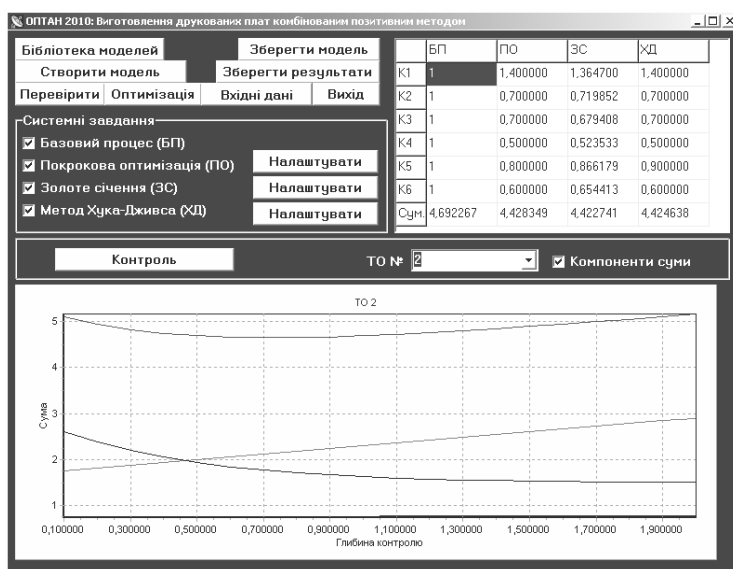 ОПТАН 2010: Виготовлення друкованих плат комбінованим позитивним методом
Бібліотека моделей
Зберегти модель
Створити модель
Зберегти результати
Перевірити
Оптимізація
Вхідні дані
Вихід
Системні завдання
Базовий процес (БП)
Покрокова оптимізація (ПО)
Налаштувати
Золоте січення (ЗС)
Налаштувати
Метод Хука-Дживса (ХД)
Налаштувати
БП ПО ЗС ХД
К1 1 1,400000 1,364700 1,400000
К2 1 0,700000 0,719852 0,700000
К3 1 0,700000 0,679408 0,700000
К4 1 0,500000 0,523533 0,500000
К5 1 0,800000 0,866179 0,900000
К6 1 0,600000 0,654413 0,600000
Сум. 4,692267 4,428349 4,422741 4,424638
Контроль
ТО № 2
Компоненти суми
ТО 2
Сума
5
4
3
2
1
0,100000 0,300000 0,500000 0,700000 0,900000 1,100000 1,300000 1,500000 1,700000 1,900000
Глибина контролю